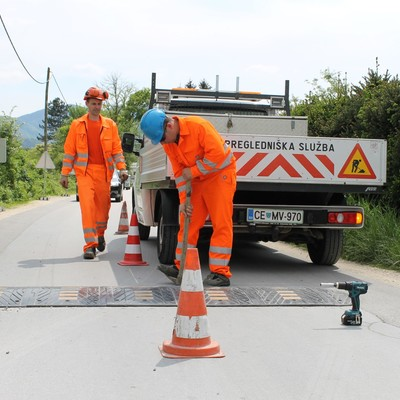 PREGLEDNIŠKA SLUŽBA
CE MV-970